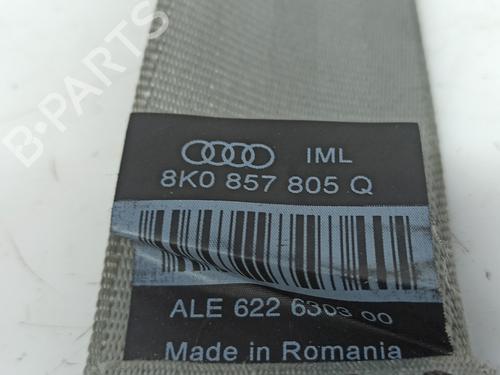 B-PARTS
IML
8K0 857 805 Q
ALE 622 6303 00
Made in Romania